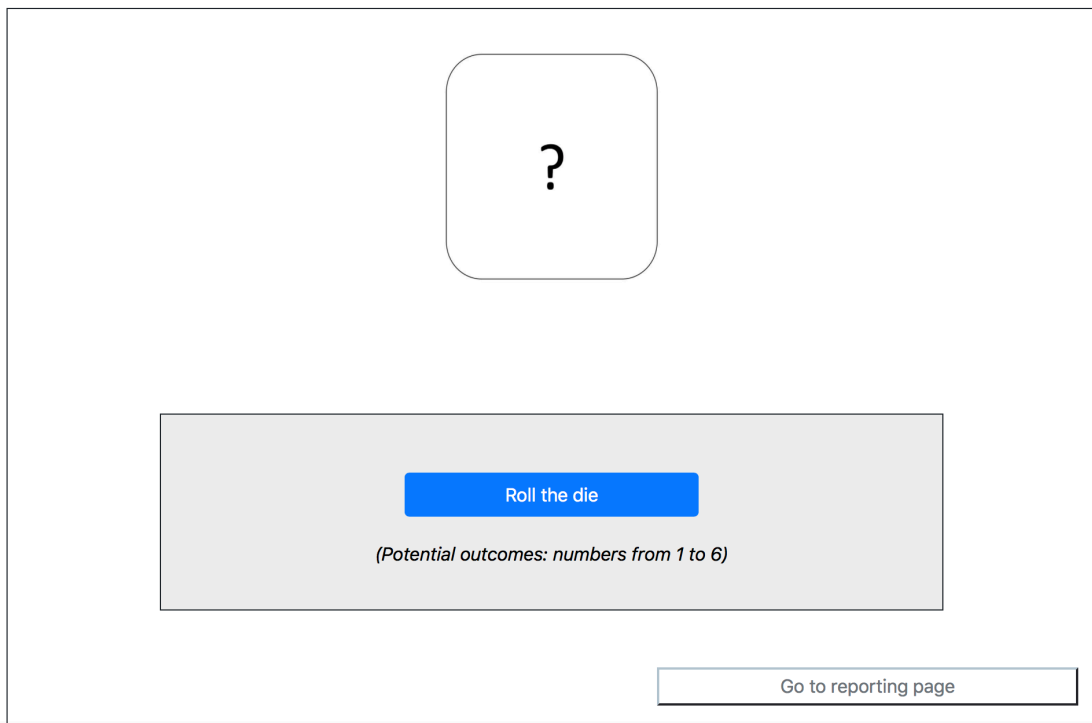 ?
Roll the die
(Potential outcomes: numbers from 1 to 6)
Go to reporting page